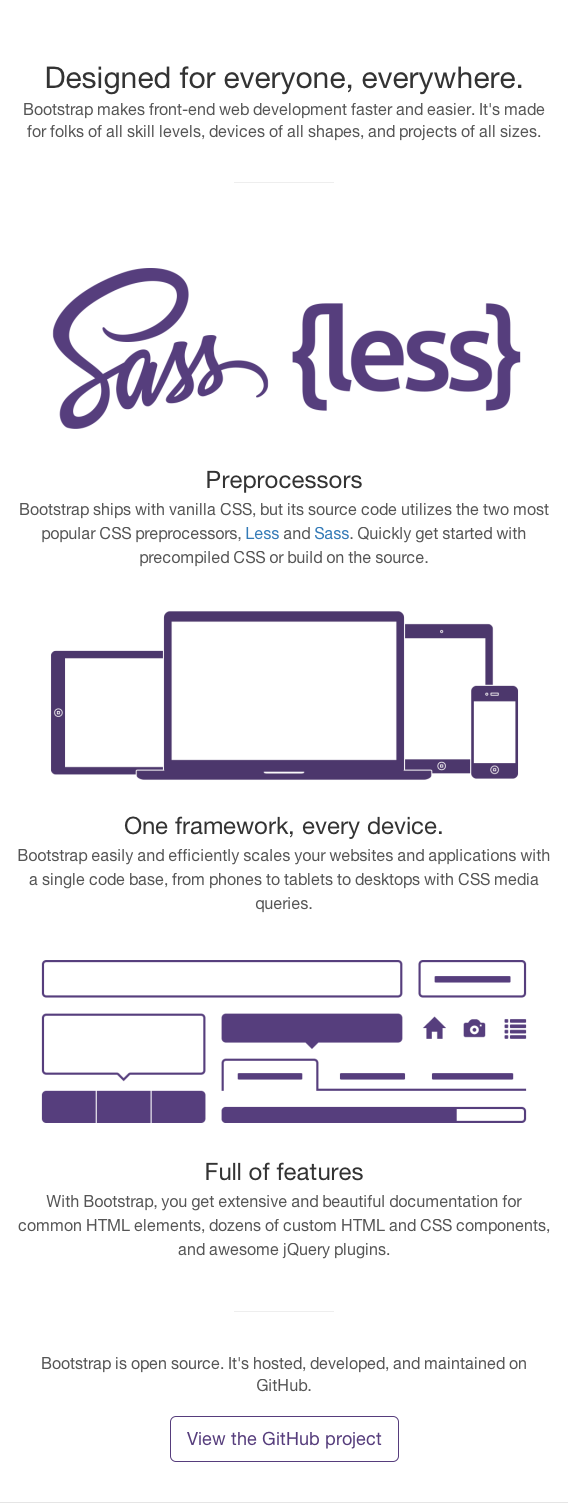 Designed for everyone, everywhere.
Bootstrap makes front-end web development faster and easier. It's made
for folks of all skill levels, devices of all shapes, and projects of all sizes.
Sass {less}
Preprocessors
Bootstrap ships with vanilla CSS, but its source code utilizes the two most
popular CSS preprocessors, Less and Sass. Quickly get started with
precompiled CSS or build on the source.
One framework, every device.
Bootstrap easily and efficiently scales your websites and applications with
a single code base, from phones to tablets to desktops with CSS media
queries.
Full of features
With Bootstrap, you get extensive and beautiful documentation for
common HTML elements, dozens of custom HTML and CSS components,
and awesome jQuery plugins.
Bootstrap is open source. It's hosted, developed, and maintained on
GitHub.
View the GitHub project